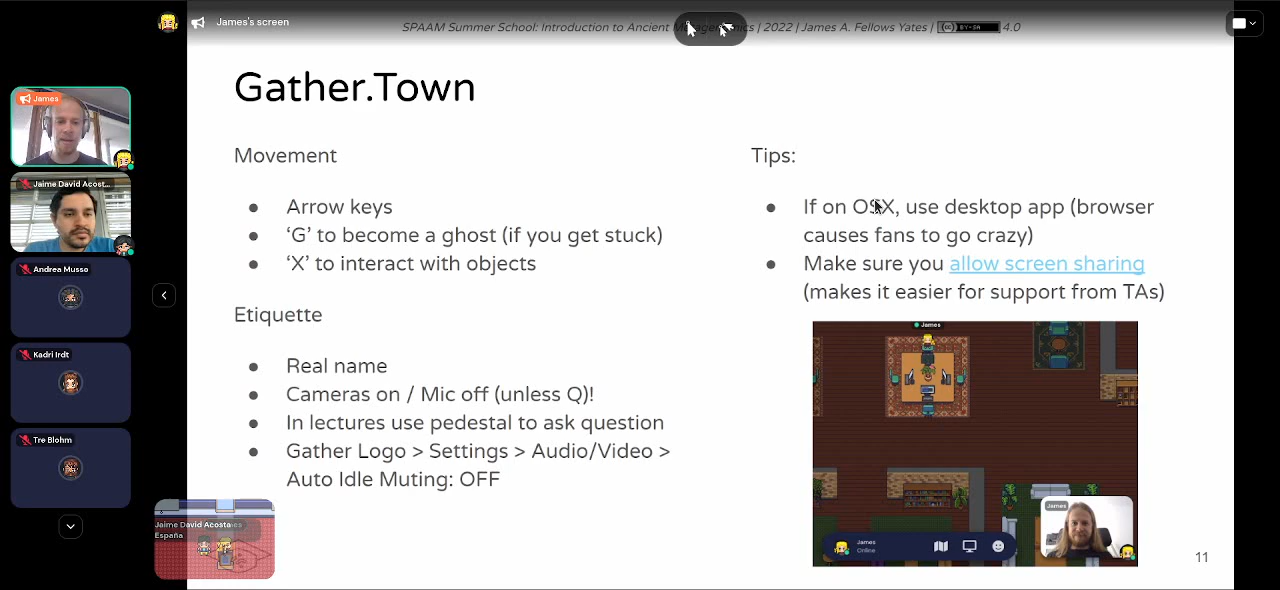 James's screen
SPAAM Summer School: Introduction to Ancient Metagenomics | 2022 | James A. Fellows Yates | CC BY-SA 4.0
Gather.Town
Movement
Arrow keys
‘G’ to become a ghost (if you get stuck)
‘X’ to interact with objects
Etiquette
Real name
Cameras on / Mic off (unless Q)!
In lectures use pedestal to ask question
Gather Logo > Settings > Audio/Video >
Auto Idle Muting: OFF
Tips:
If on OSX, use desktop app (browser
causes fans to go crazy)
Make sure you allow screen sharing
(makes it easier for support from TAs)
James
James
James
Online
11
James
Jaime David Acost...
Andrea Musso
Kadri Irdt
Tre Blohm
Jaime David Acosta
España